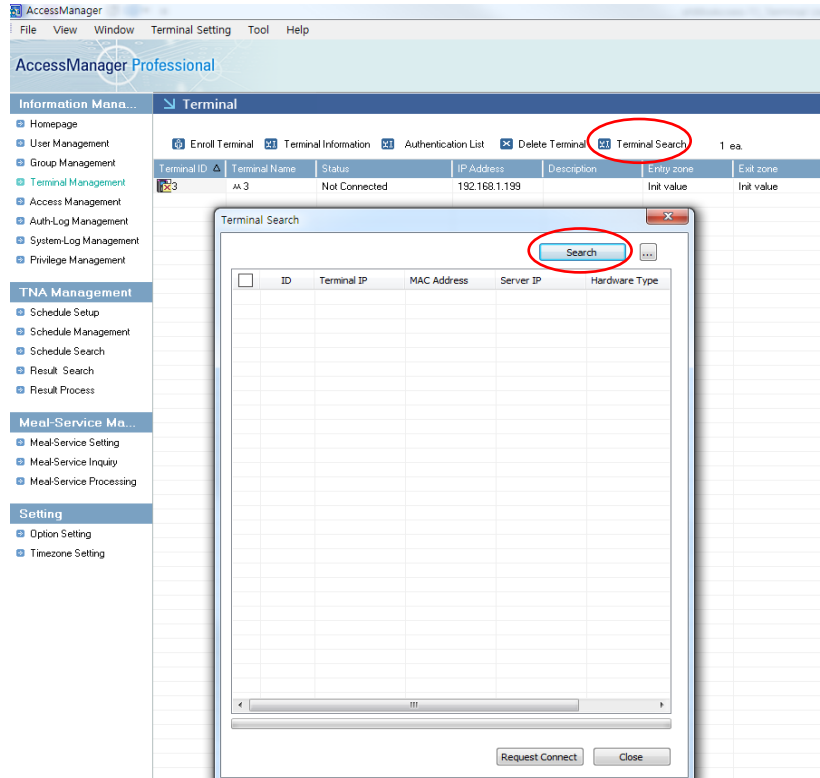 AccessManager
File View Window Terminal Setting Tool Help
AccessManager Professional
Information Mana...
Homepage
User Management
Group Management
Terminal Management
Access Management
Auth-Log Management
System-Log Management
Privilege Management
TNA Management
Schedule Setup
Schedule Management
Schedule Search
Result Search
Result Process
Meal-Service Ma...
Meal-Service Setting
Meal-Service Inquiry
Meal-Service Processing
Setting
Option Setting
Timezone Setting
Terminal
Enroll Terminal Terminal Information Authentication List Delete Terminal Terminal Search 1 ea.
Terminal ID Terminal Name Status IP Address Description Entry zone Exit zone
3 3 Not Connected 192.168.1.199 Init value Init value
Terminal Search
Search ...
ID Terminal IP MAC Address Server IP Hardware Type
Request Connect Close